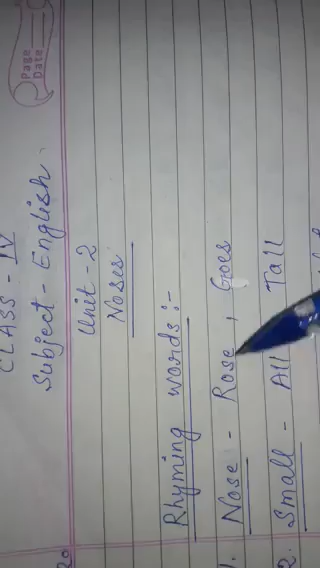 Page
Date
CLASS - IV
Subject - English.
Unit - 2
Noses
Rhyming words :-
1. Nose - Rose, Goes
2. Small - All Tall